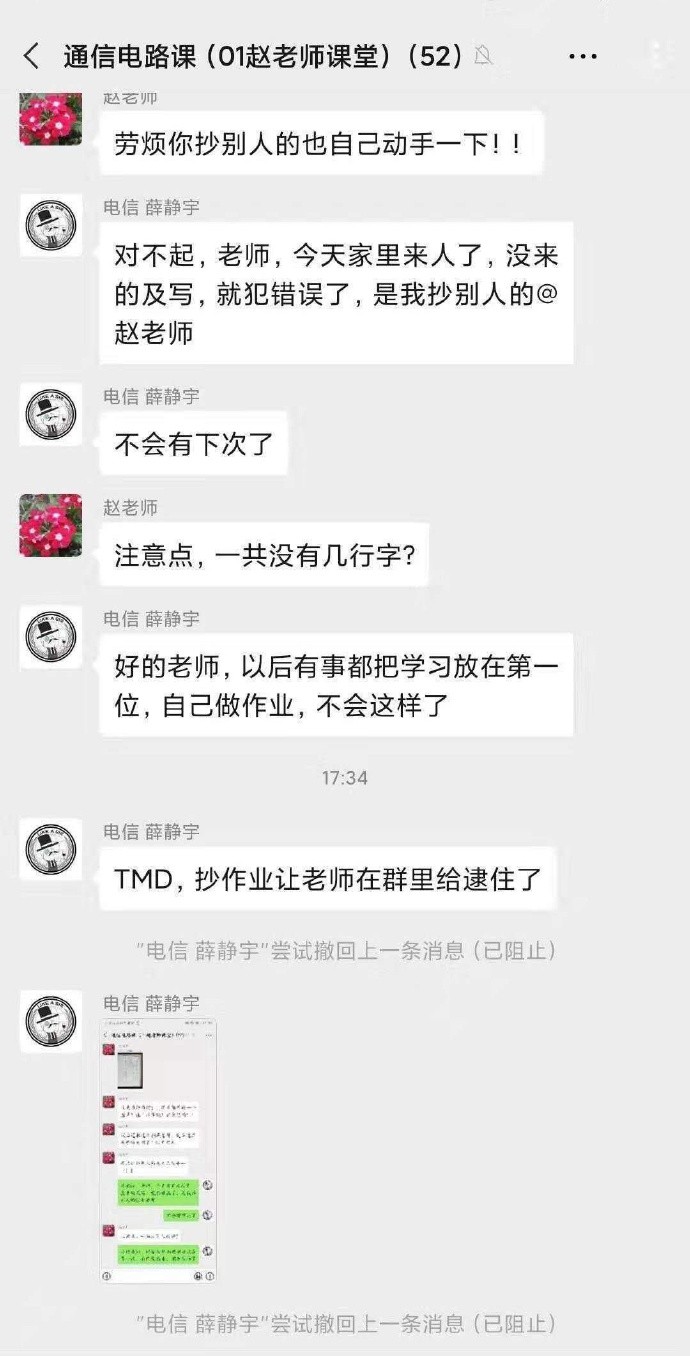 通信电路课（01赵老师课堂）（52）
赵老师
劳烦你抄别人的也自己动手一下！！
电信 薛静宇
对不起，老师，今天家里来人了，没来
的及写，就犯错误了，是我抄别人的@
赵老师
电信 薛静宇
不会有下次了
赵老师
注意点，一共没有几行字？
电信 薛静宇
好的老师，以后有事都把学习放在第一
位，自己做作业，不会这样了
17:34
电信 薛静宇
TMD，抄作业让老师在群里给逮住了
"电信 薛静宇"尝试撤回上一条消息（已阻止）
电信 薛静宇
"电信 薛静宇"尝试撤回上一条消息（已阻止）